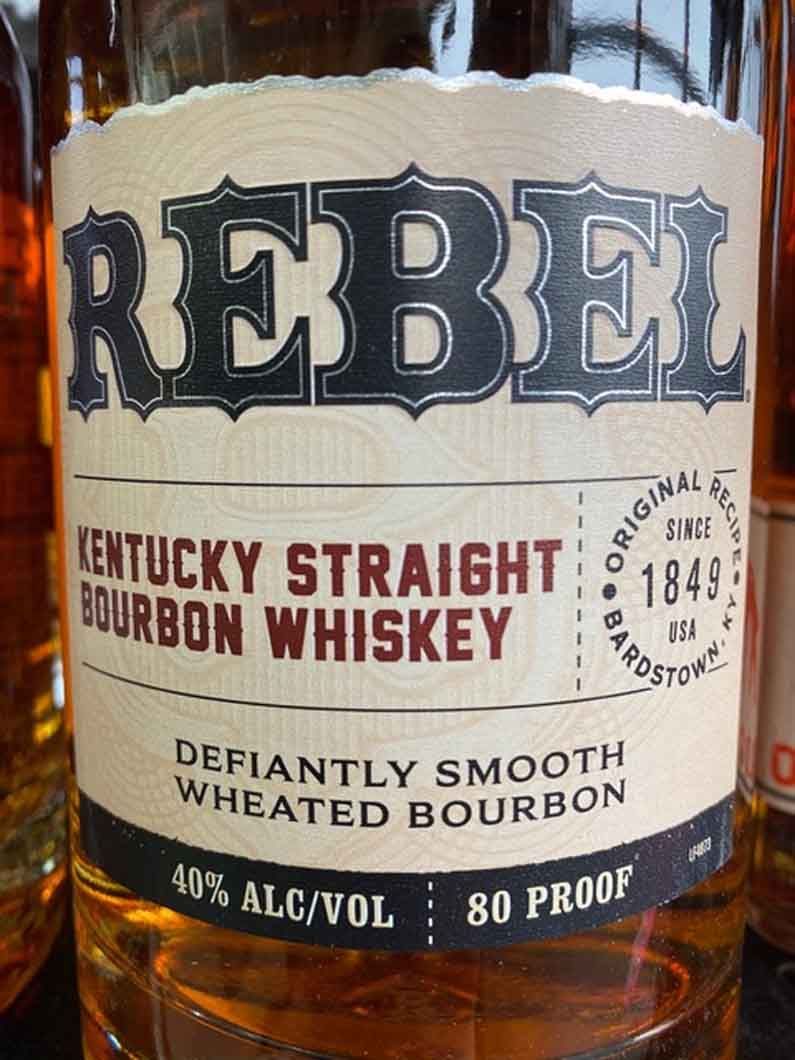 REBEL
KENTUCKY STRAIGHT
BOURBON WHISKEY
ORIGINAL RECIPE
SINCE
1849
USA
BARDSTOWN, KY
DEFIANTLY SMOOTH
WHEATED BOURBON
40% ALC/VOL
80 PROOF